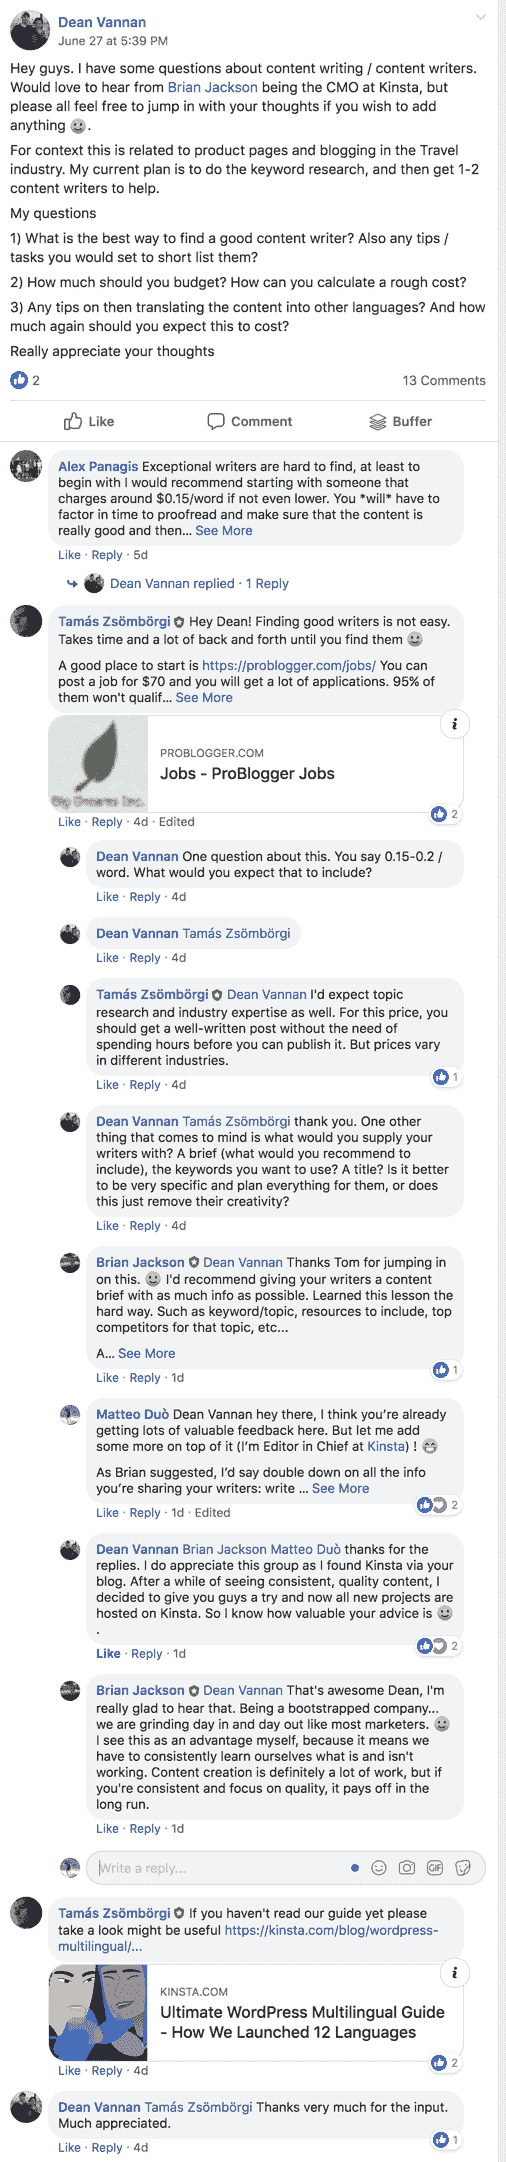 Dean Vannan
June 27 at 5:39 PM
Hey guys. I have some questions about content writing / content writers.
Would love to hear from Brian Jackson being the CMO at Kinsta, but
please all feel free to jump in with your thoughts if you wish to add
anything 🙂.
For context this is related to product pages and blogging in the Travel
industry. My current plan is to do the keyword research, and then get 1-2
content writers to help.
My questions
1) What is the best way to find a good content writer? Also any tips /
tasks you would set to short list them?
2) How much should you budget? How can you calculate a rough cost?
3) Any tips on then translating the content into other languages? And how
much again should you expect this to cost?
Really appreciate your thoughts
2
13 Comments
Like
Comment
Buffer
Alex Panagis Exceptional writers are hard to find, at least to
begin with I would recommend starting with someone that
charges around $0.15/word if not even lower. You *will* have to
factor in time to proofread and make sure that the content is
really good and then... See More
Like · Reply · 5d
Dean Vannan replied · 1 Reply
Tamás Zsömbörgi Hey Dean! Finding good writers is not easy.
Takes time and a lot of back and forth until you find them 🙂
A good place to start is https://problogger.com/jobs/ You can
post a job for $70 and you will get a lot of applications. 95% of
them won't qualif... See More
PROBLOGGER.COM
Jobs - ProBlogger Jobs
2
Like · Reply · 4d · Edited
Dean Vannan One question about this. You say 0.15-0.2 /
word. What would you expect that to include?
Like · Reply · 4d
Dean Vannan Tamás Zsömbörgi
Like · Reply · 4d
Tamás Zsömbörgi Dean Vannan I'd expect topic
research and industry expertise as well. For this price, you
should get a well-written post without the need of
spending hours before you can publish it. But prices vary
in different industries.
1
Like · Reply · 4d
Dean Vannan Tamás Zsömbörgi thank you. One other
thing that comes to mind is what would you supply your
writers with? A brief (what would you recommend to
include), the keywords you want to use? A title? Is it better
to be very specific and plan everything for them, or does
this just remove their creativity?
Like · Reply · 4d
Brian Jackson Dean Vannan Thanks Tom for jumping in
on this. 🙂 I'd recommend giving your writers a content
brief with as much info as possible. Learned this lesson the
hard way. Such as keyword/topic, resources to include, top
competitors for that topic, etc...
A... See More
1
Like · Reply · 1d
Matteo Duò Dean Vannan hey there, I think you're already
getting lots of valuable feedback here. But let me add
some more on top of it (I'm Editor in Chief at Kinsta) ! 😁
As Brian suggested, I'd say double down on all the info
you're sharing your writers: write ... See More
2
Like · Reply · 1d · Edited
Dean Vannan Brian Jackson Matteo Duò thanks for the
replies. I do appreciate this group as I found Kinsta via your
blog. After a while of seeing consistent, quality content, I
decided to give you guys a try and now all new projects are
hosted on Kinsta. So I know how valuable your advice is 🙂
.
2
Like · Reply · 1d
Brian Jackson Dean Vannan That's awesome Dean, I'm
really glad to hear that. Being a bootstrapped company...
we are grinding day in and day out like most marketers. 🙂
I see this as an advantage myself, because it means we
have to consistently learn ourselves what is and isn't
working. Content creation is definitely a lot of work, but if
you're consistent and focus on quality, it pays off in the
long run.
Like · Reply · 1d
Write a reply...
GIF
Tamás Zsömbörgi If you haven't read our guide yet please
take a look might be useful https://kinsta.com/blog/wordpress-
multilingual/...
KINSTA.COM
Ultimate WordPress Multilingual Guide
- How We Launched 12 Languages
2
Like · Reply · 4d
Dean Vannan Tamás Zsömbörgi Thanks very much for the input.
Much appreciated.
1
Like · Reply · 4d